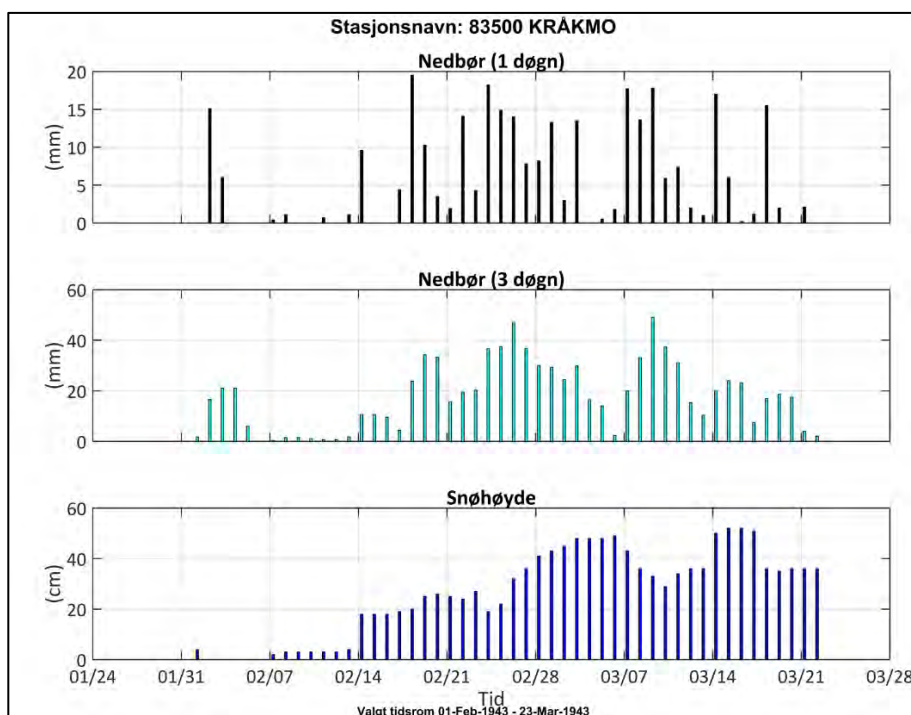 Stasjonsnavn: 83500 KRÅKMO
Nedbør (1 døgn)
20
15
10
5
0
(mm)
Nedbør (3 døgn)
60
40
20
0
(mm)
Snøhøyde
60
40
20
0
(cm)
01/24 01/31 02/07 02/14 02/21 02/28 03/07 03/14 03/21 03/28
Tid
Valgt tidsrom 01-Feb-1943 - 23-Mar-1943